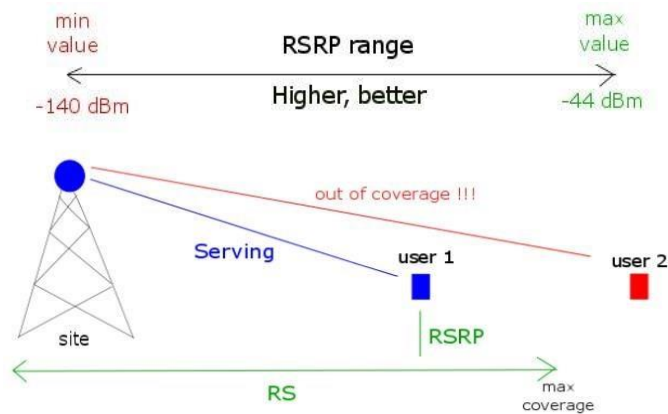 min
value
RSRP range
max
value
Higher, better
-140 dBm
-44 dBm
out of coverage !!!
Serving
user 1
user 2
site
RSRP
RS
max
coverage